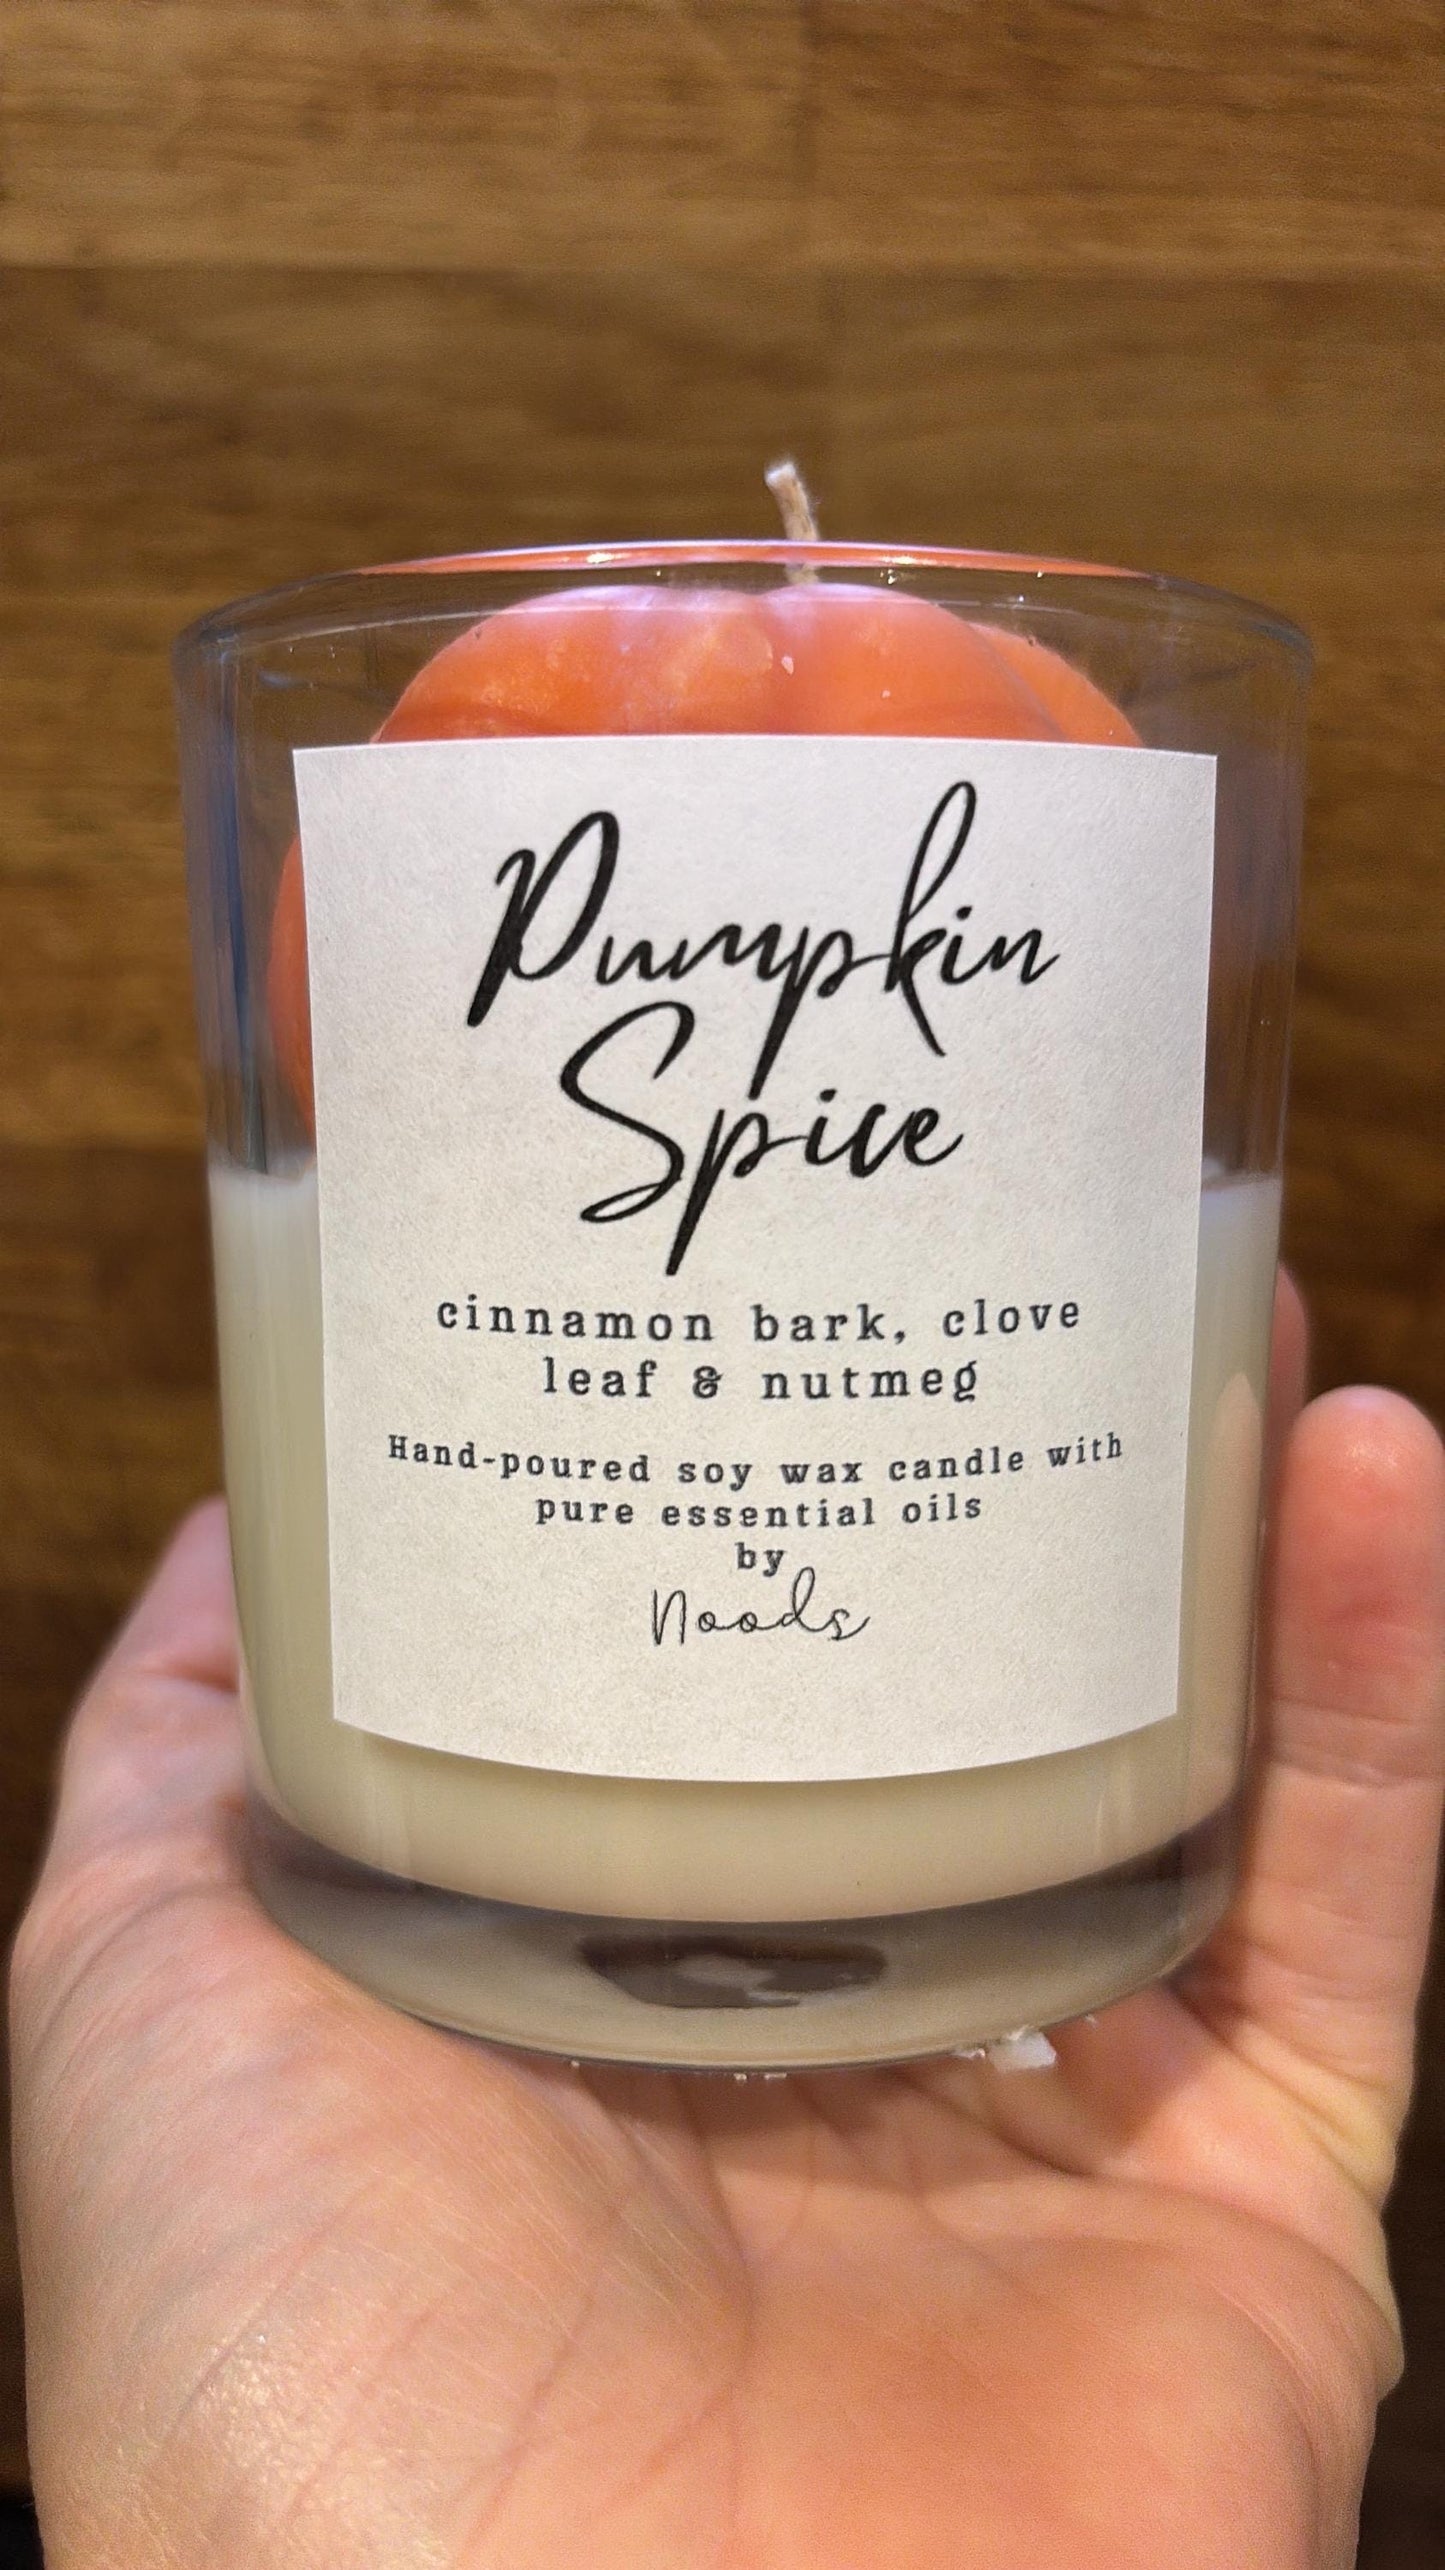 Pumpkin
Spice
cinnamon bark, clove
leaf & nutmeg
Hand-poured soy wax candle with
pure essential oils
by
Noods